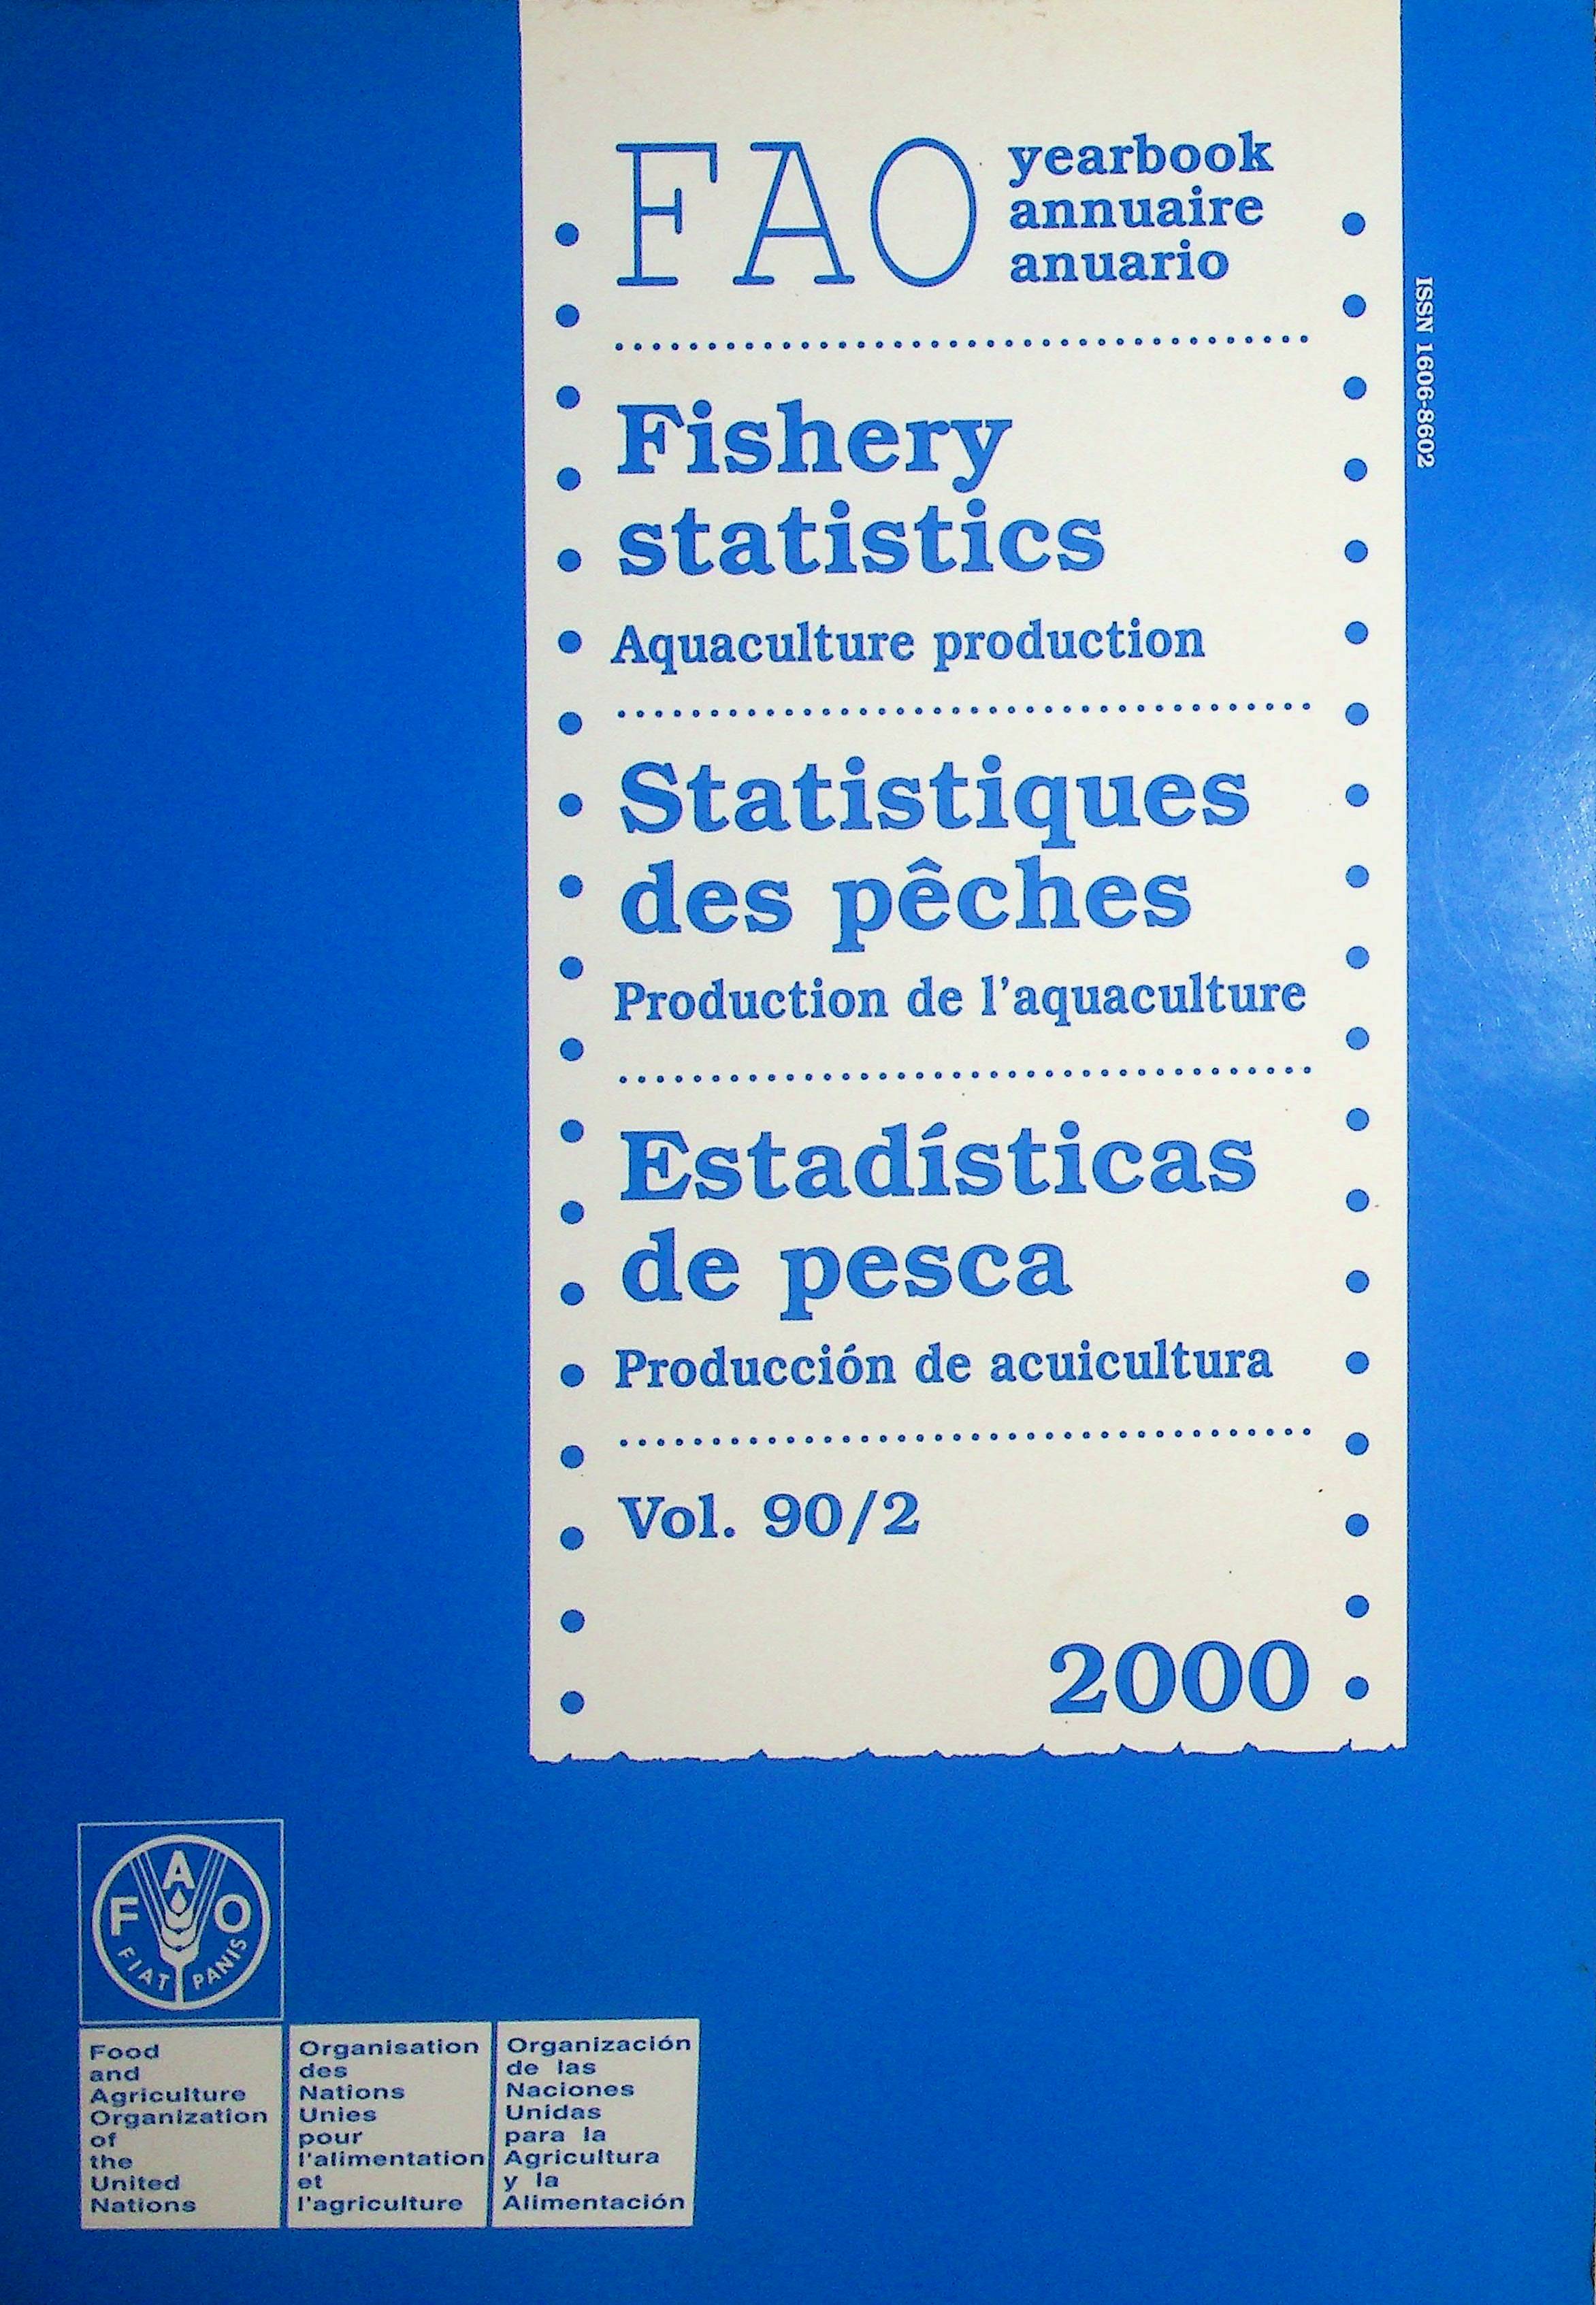 FAO
yearbook
annuaire
anuario
ISSN 1606-8602
Fishery
statistics
Aquaculture production
Statistiques
des pêches
Production de l'aquaculture
Estadísticas
de pesca
Producción de acuicultura
Vol. 90/2
2000
F A O
FIAT PANIS
Food
and
Agriculture
Organization
of
the
United
Nations
Organisation
des
Nations
Unies
pour
l'alimentation
et
l'agriculture
Organización
de las
Naciones
Unidas
para la
Agricultura
y la
Alimentación